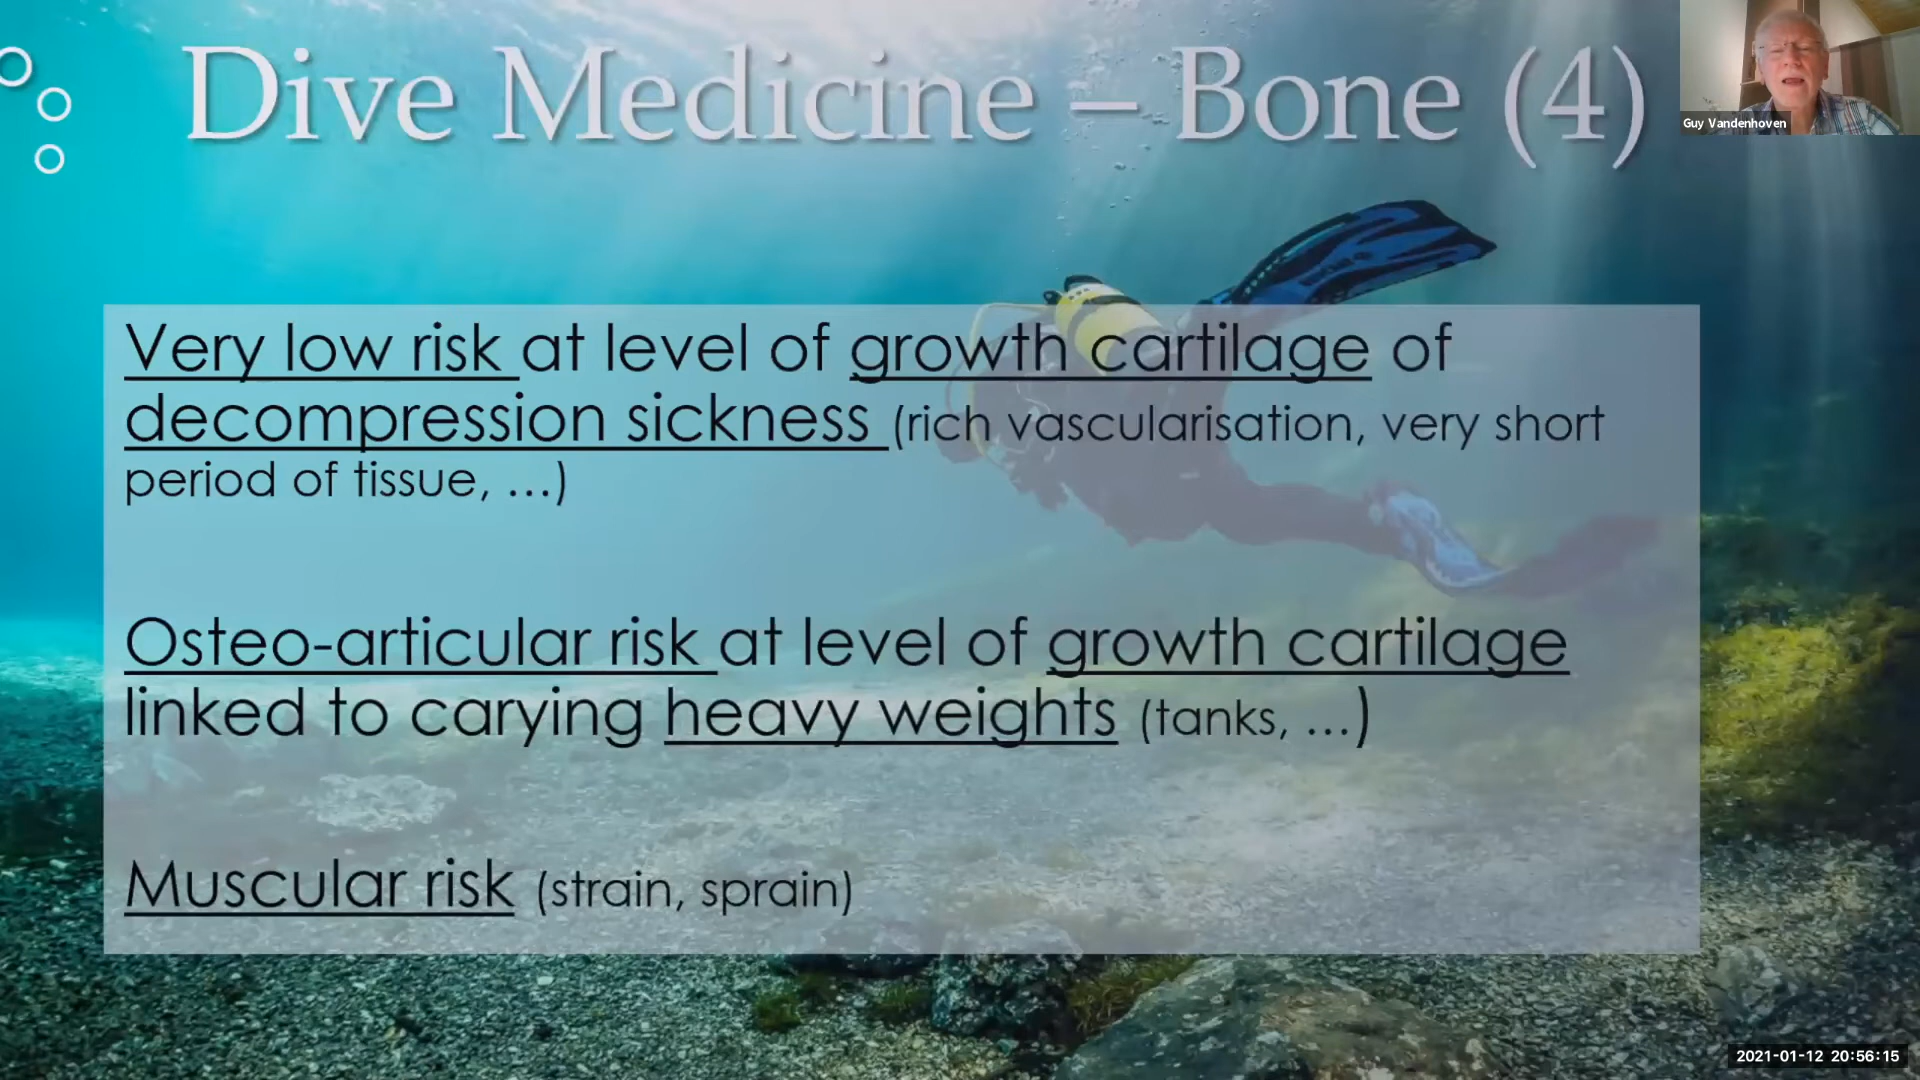 Dive Medicine – Bone (4)
Guy Vandenhoven
Very low risk at level of growth cartilage of
decompression sickness (rich vascularisation, very short
period of tissue, …)
Osteo-articular risk at level of growth cartilage
linked to carying heavy weights (tanks, …)
Muscular risk (strain, sprain)
2021-01-12 20:56:15